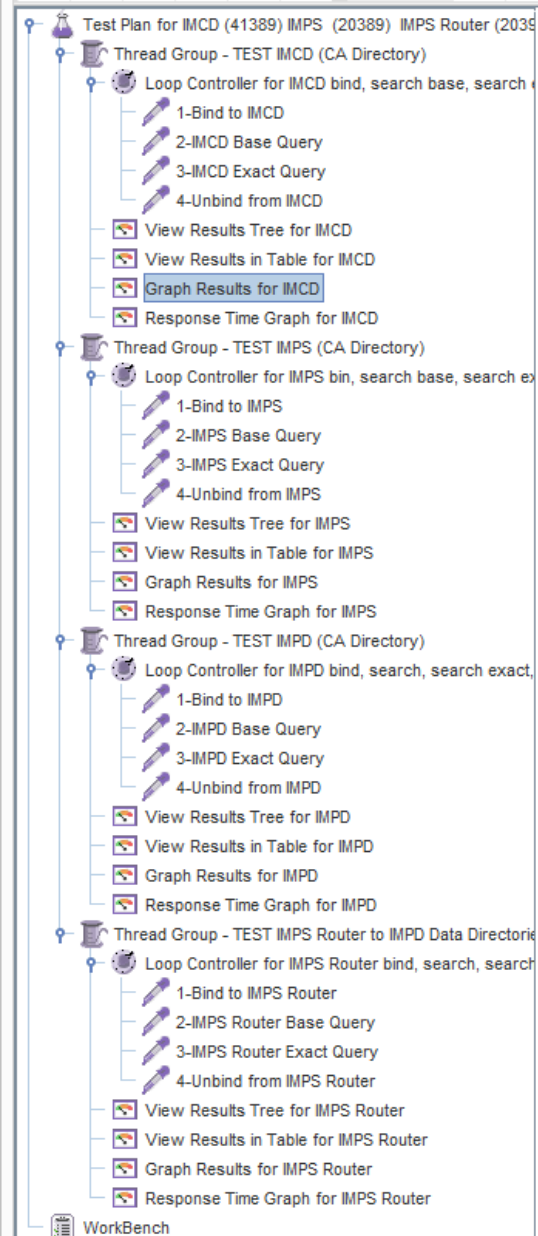 Test Plan for IMCD (41389) IMPS (20389) IMPS Router (2039
Thread Group - TEST IMCD (CA Directory)
Loop Controller for IMCD bind, search base, search
1-Bind to IMCD
2-IMCD Base Query
3-IMCD Exact Query
4-Unbind from IMCD
View Results Tree for IMCD
View Results in Table for IMCD
Graph Results for IMCD
Response Time Graph for IMCD
Thread Group - TEST IMPS (CA Directory)
Loop Controller for IMPS bin, search base, search ex
1-Bind to IMPS
2-IMPS Base Query
3-IMPS Exact Query
4-Unbind from IMPS
View Results Tree for IMPS
View Results in Table for IMPS
Graph Results for IMPS
Response Time Graph for IMPS
Thread Group - TEST IMPD (CA Directory)
Loop Controller for IMPD bind, search, search exact,
1-Bind to IMPD
2-IMPD Base Query
3-IMPD Exact Query
4-Unbind from IMPD
View Results Tree for IMPD
View Results in Table for IMPD
Graph Results for IMPD
Response Time Graph for IMPD
Thread Group - TEST IMPS Router to IMPD Data Directorie
Loop Controller for IMPS Router bind, search, search
1-Bind to IMPS Router
2-IMPS Router Base Query
3-IMPS Router Exact Query
4-Unbind from IMPS Router
View Results Tree for IMPS Router
View Results in Table for IMPS Router
Graph Results for IMPS Router
Response Time Graph for IMPS Router
WorkBench